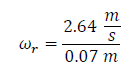 ω_r = (2.64 m/s) / (0.07 m)